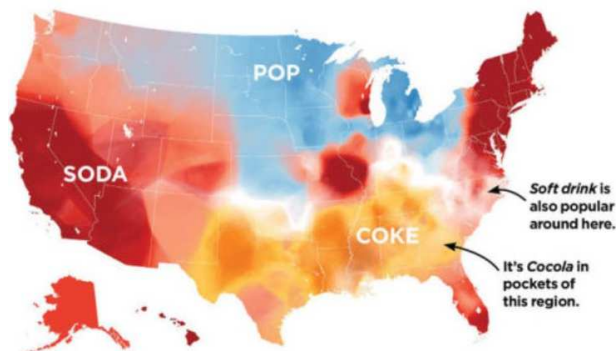 POP
SODA
Soft drink is
also popular
around here.
COKE
It's Cocola in
pockets of
this region.